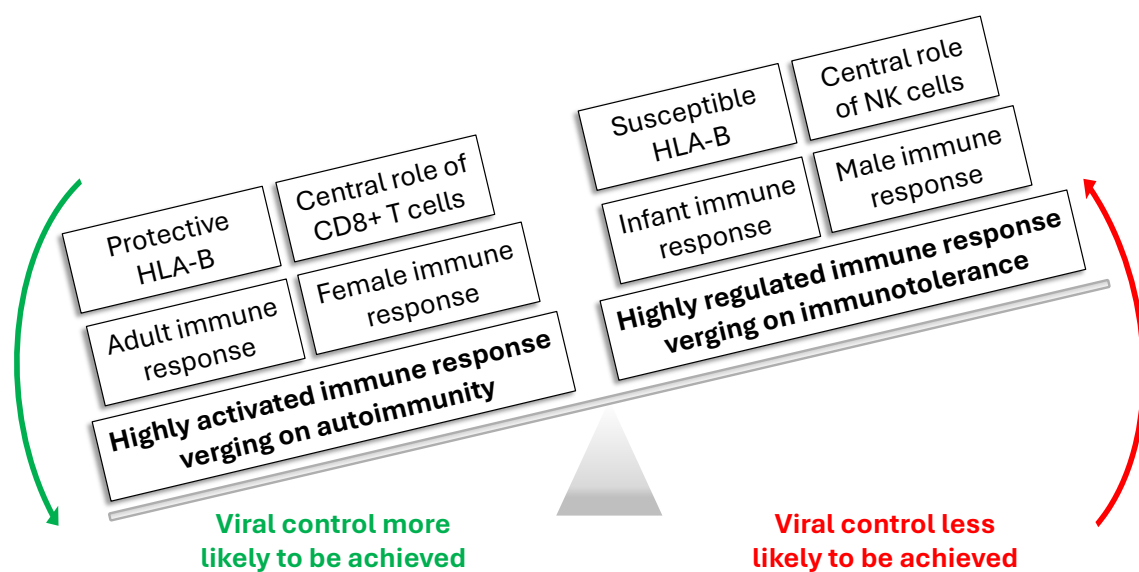 Protective
HLA-B
Central role of
CD8+ T cells
Adult immune
response
Female immune
response
Highly activated immune response
verging on autoimmunity
Susceptible
HLA-B
Central role
of NK cells
Infant immune
response
Male immune
response
Highly regulated immune response
verging on immunotolerance
Viral control more
likely to be achieved
Viral control less
likely to be achieved